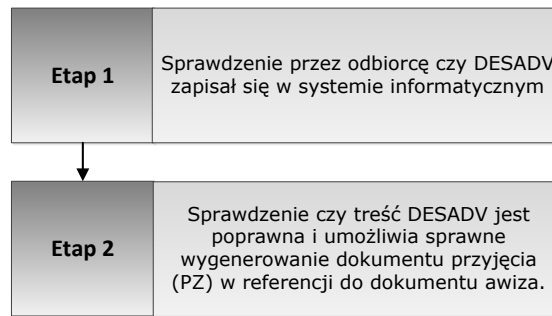 Etap 1
Sprawdzenie przez odbiorcę czy DESADV
zapisał się w systemie informatycznym
Etap 2
Sprawdzenie czy treść DESADV jest
poprawna i umożliwia sprawne
wygenerowanie dokumentu przyjęcia
(PZ) w referencji do dokumentu awiza.